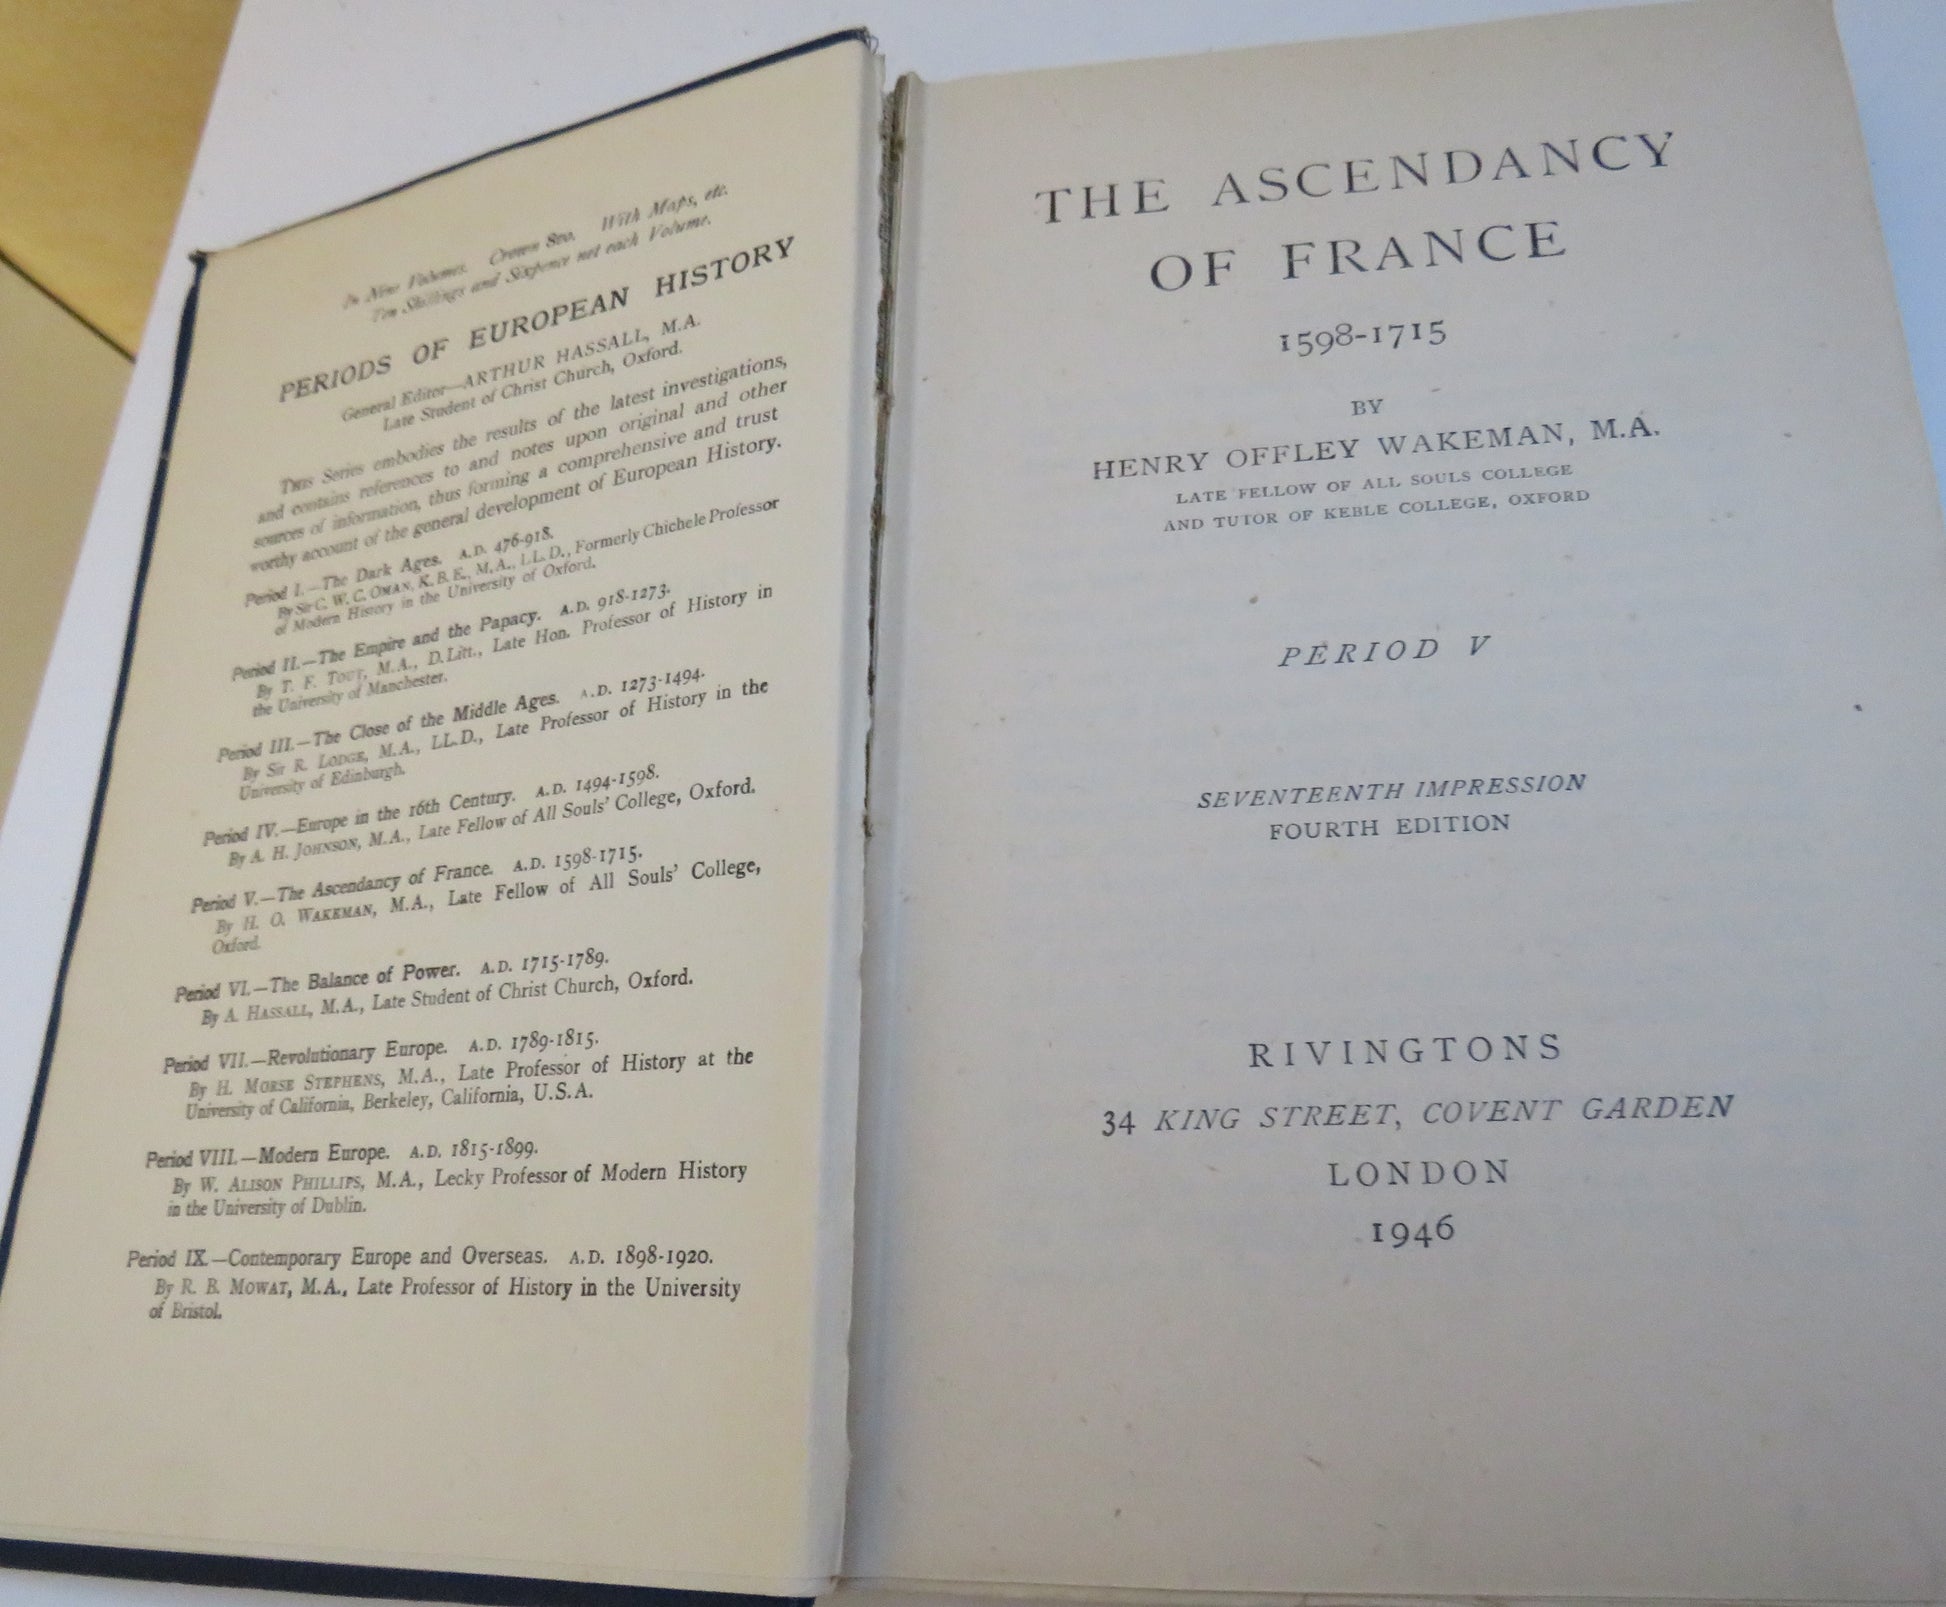 In Nine Volumes. Crown 8vo. With Maps, etc.
Ten Shillings and Sixpence net each Volume.
PERIODS OF EUROPEAN HISTORY
General Editor—ARTHUR HASSALL, M.A.
Late Student of Christ Church, Oxford.
THIS Series embodies the results of the latest investigations,
and contains references to and notes upon original and other
sources of information, thus forming a comprehensive and trust
worthy account of the general development of European History.
Period I.—The Dark Ages. A.D. 476-918.
By Sir C. W. C. OMAN, K.B.E., M.A., LL.D., Formerly Chichele Professor
of Modern History in the University of Oxford.
Period II.—The Empire and the Papacy. A.D. 918-1273.
By T. F. TOUT, M.A., D.Litt., Late Hon. Professor of History in
the University of Manchester.
Period III.—The Close of the Middle Ages. A.D. 1273-1494.
By Sir R. LODGE, M.A., LL.D., Late Professor of History in the
University of Edinburgh.
Period IV.—Europe in the 16th Century. A.D. 1494-1598.
By A. H. JOHNSON, M.A., Late Fellow of All Souls' College, Oxford.
Period V.—The Ascendancy of France. A.D. 1598-1715.
By H. O. WAKEMAN, M.A., Late Fellow of All Souls' College,
Oxford.
Period VI.—The Balance of Power. A.D. 1715-1789.
By A. HASSALL, M.A., Late Student of Christ Church, Oxford.
Period VII.—Revolutionary Europe. A.D. 1789-1815.
By H. MORSE STEPHENS, M.A., Late Professor of History at the
University of California, Berkeley, California, U.S.A.
Period VIII.—Modern Europe. A.D. 1815-1899.
By W. ALISON PHILLIPS, M.A., Lecky Professor of Modern History
in the University of Dublin.
Period IX.—Contemporary Europe and Overseas. A.D. 1898-1920.
By R. B. MOWAT, M.A., Late Professor of History in the University
of Bristol.
THE ASCENDANCY
OF FRANCE
1598-1715
BY
HENRY OFFLEY WAKEMAN, M.A.
LATE FELLOW OF ALL SOULS COLLEGE
AND TUTOR OF KEBLE COLLEGE, OXFORD
PERIOD V
SEVENTEENTH IMPRESSION
FOURTH EDITION
RIVINGTONS
34 KING STREET, COVENT GARDEN
LONDON
1946